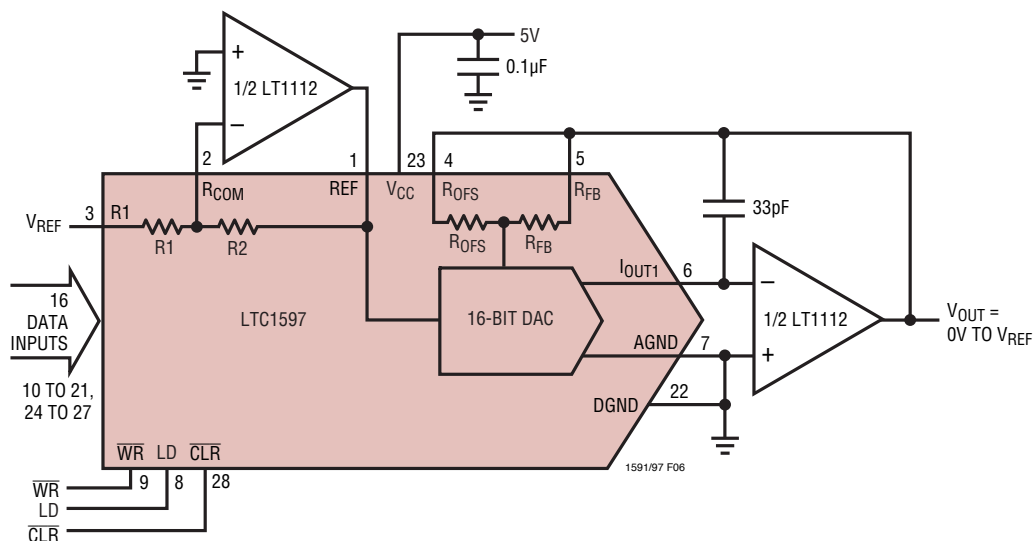 5V
0.1µF
+
1/2 LT1112
–
2
1
23
4
5
RCOM
REF
VCC
ROFS
RFB
33pF
VREF
3
R1
R1
R2
ROFS
RFB
IOUT1
6
–
16
DATA
INPUTS
LTC1597
16-BIT DAC
1/2 LT1112
VOUT =
0V TO VREF
AGND
7
+
10 TO 21,
24 TO 27
DGND
22
WR
LD
CLR
1591/97 F06
9
8
28
WR
LD
CLR